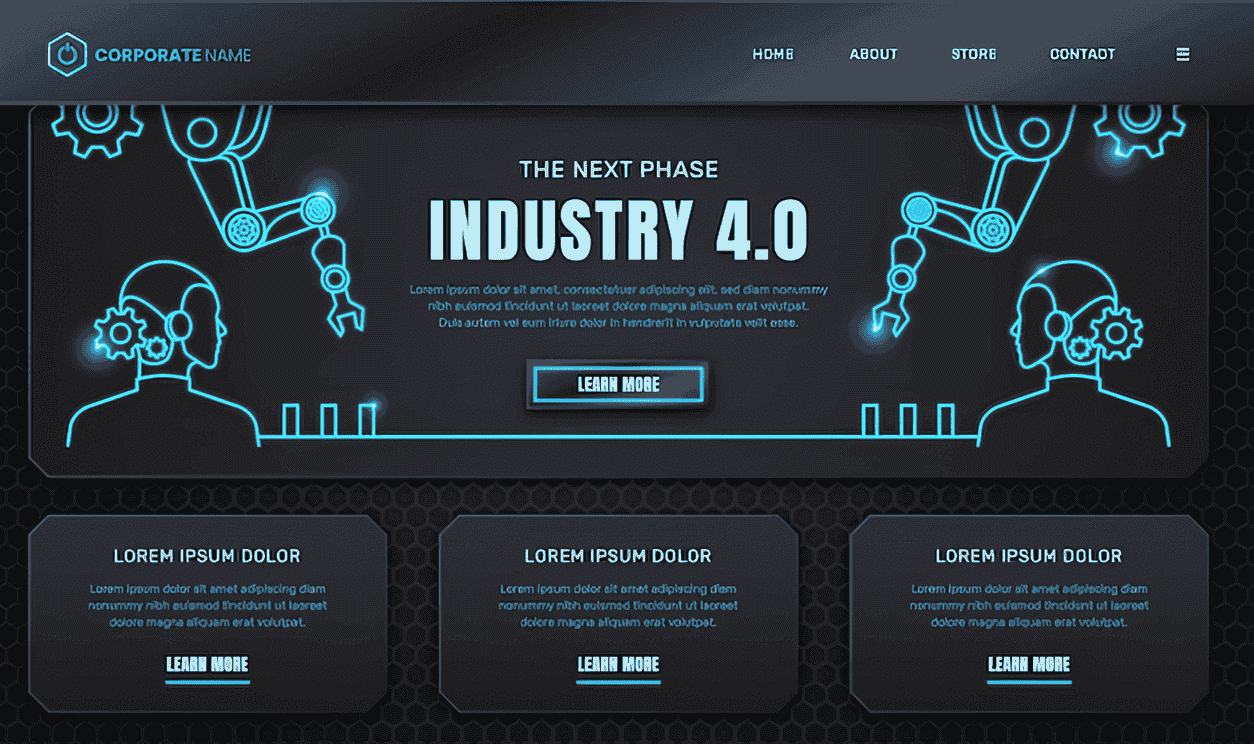 CORPORATE NAME
HOME ABOUT STORE CONTACT
THE NEXT PHASE
INDUSTRY 4.0
Lorem ipsum dolor sit amet, consectetuer adipiscing elit, sed diam nonummy
nibh euismod tincidunt ut laoreet dolore magna aliquam erat volutpat.
Duis autem vel eum iriure dolor in hendrerit in vulputate velit esse.
LEARN MORE
LOREM IPSUM DOLOR
Lorem ipsum dolor sit amet adipiscing diam
nonummy nibh euismod tincidunt ut laoreet
dolore magna aliquam erat volutpat.
LEARN MORE
LOREM IPSUM DOLOR
Lorem ipsum dolor sit amet adipiscing diam
nonummy nibh euismod tincidunt ut laoreet
dolore magna aliquam erat volutpat.
LEARN MORE
LOREM IPSUM DOLOR
Lorem ipsum dolor sit amet adipiscing diam
nonummy nibh euismod tincidunt ut laoreet
dolore magna aliquam erat volutpat.
LEARN MORE